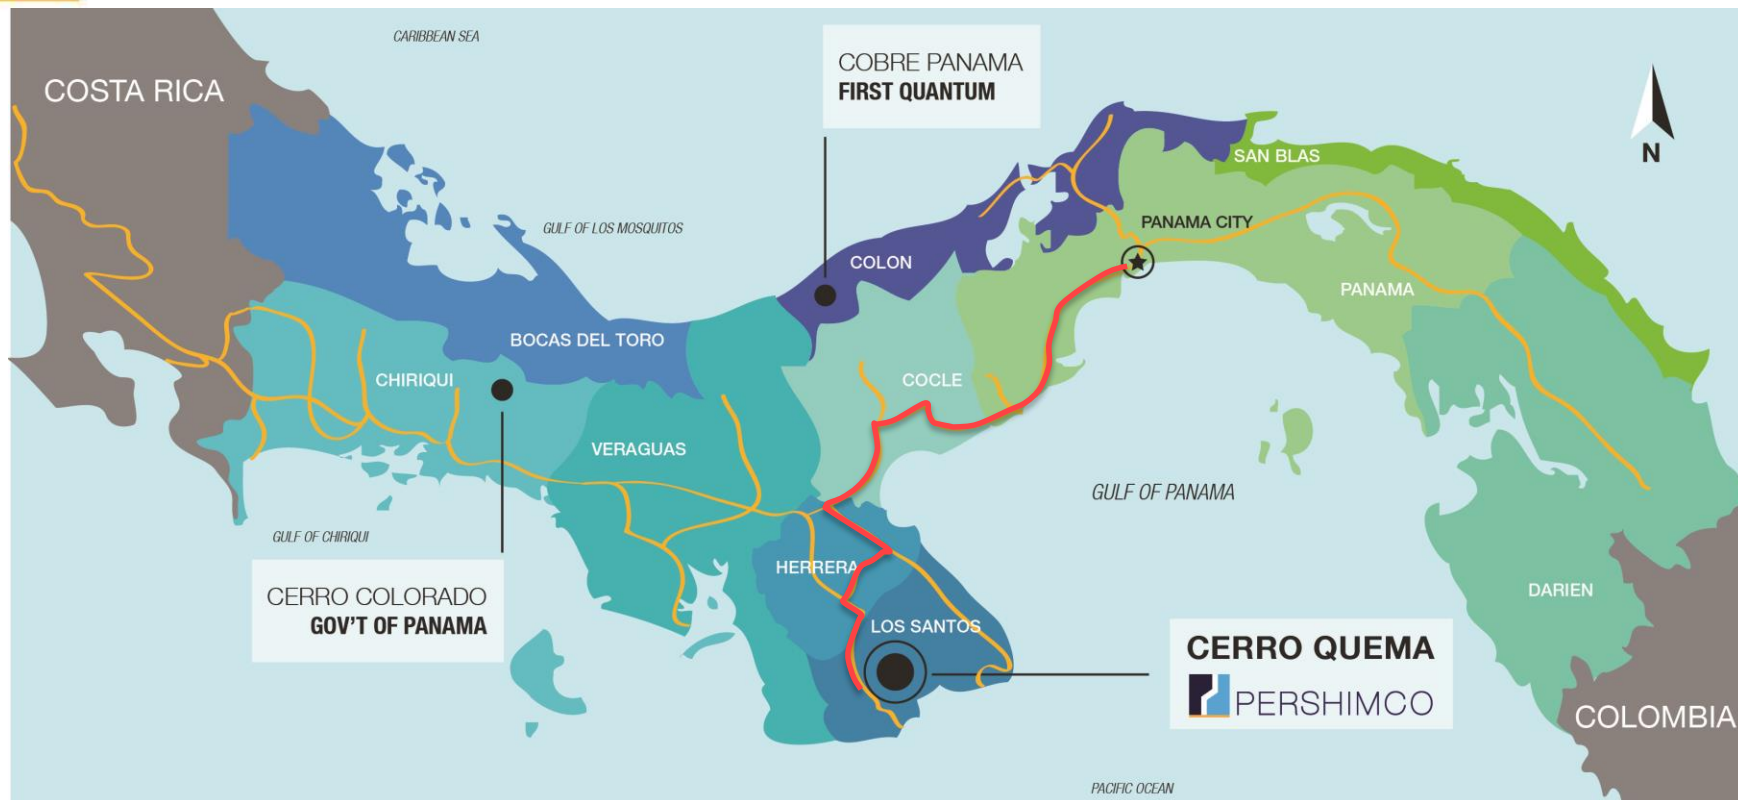 CARIBBEAN SEA
COSTA RICA
COBRE PANAMA
FIRST QUANTUM
N
SAN BLAS
PANAMA CITY
GULF OF LOS MOSQUITOS
COLON
PANAMA
BOCAS DEL TORO
CHIRIQUI
COCLE
VERAGUAS
GULF OF PANAMA
GULF OF CHIRIQUI
HERRERA
DARIEN
CERRO COLORADO
GOV'T OF PANAMA
LOS SANTOS
CERRO QUEMA
PERSHIMCO
COLOMBIA
PACIFIC OCEAN